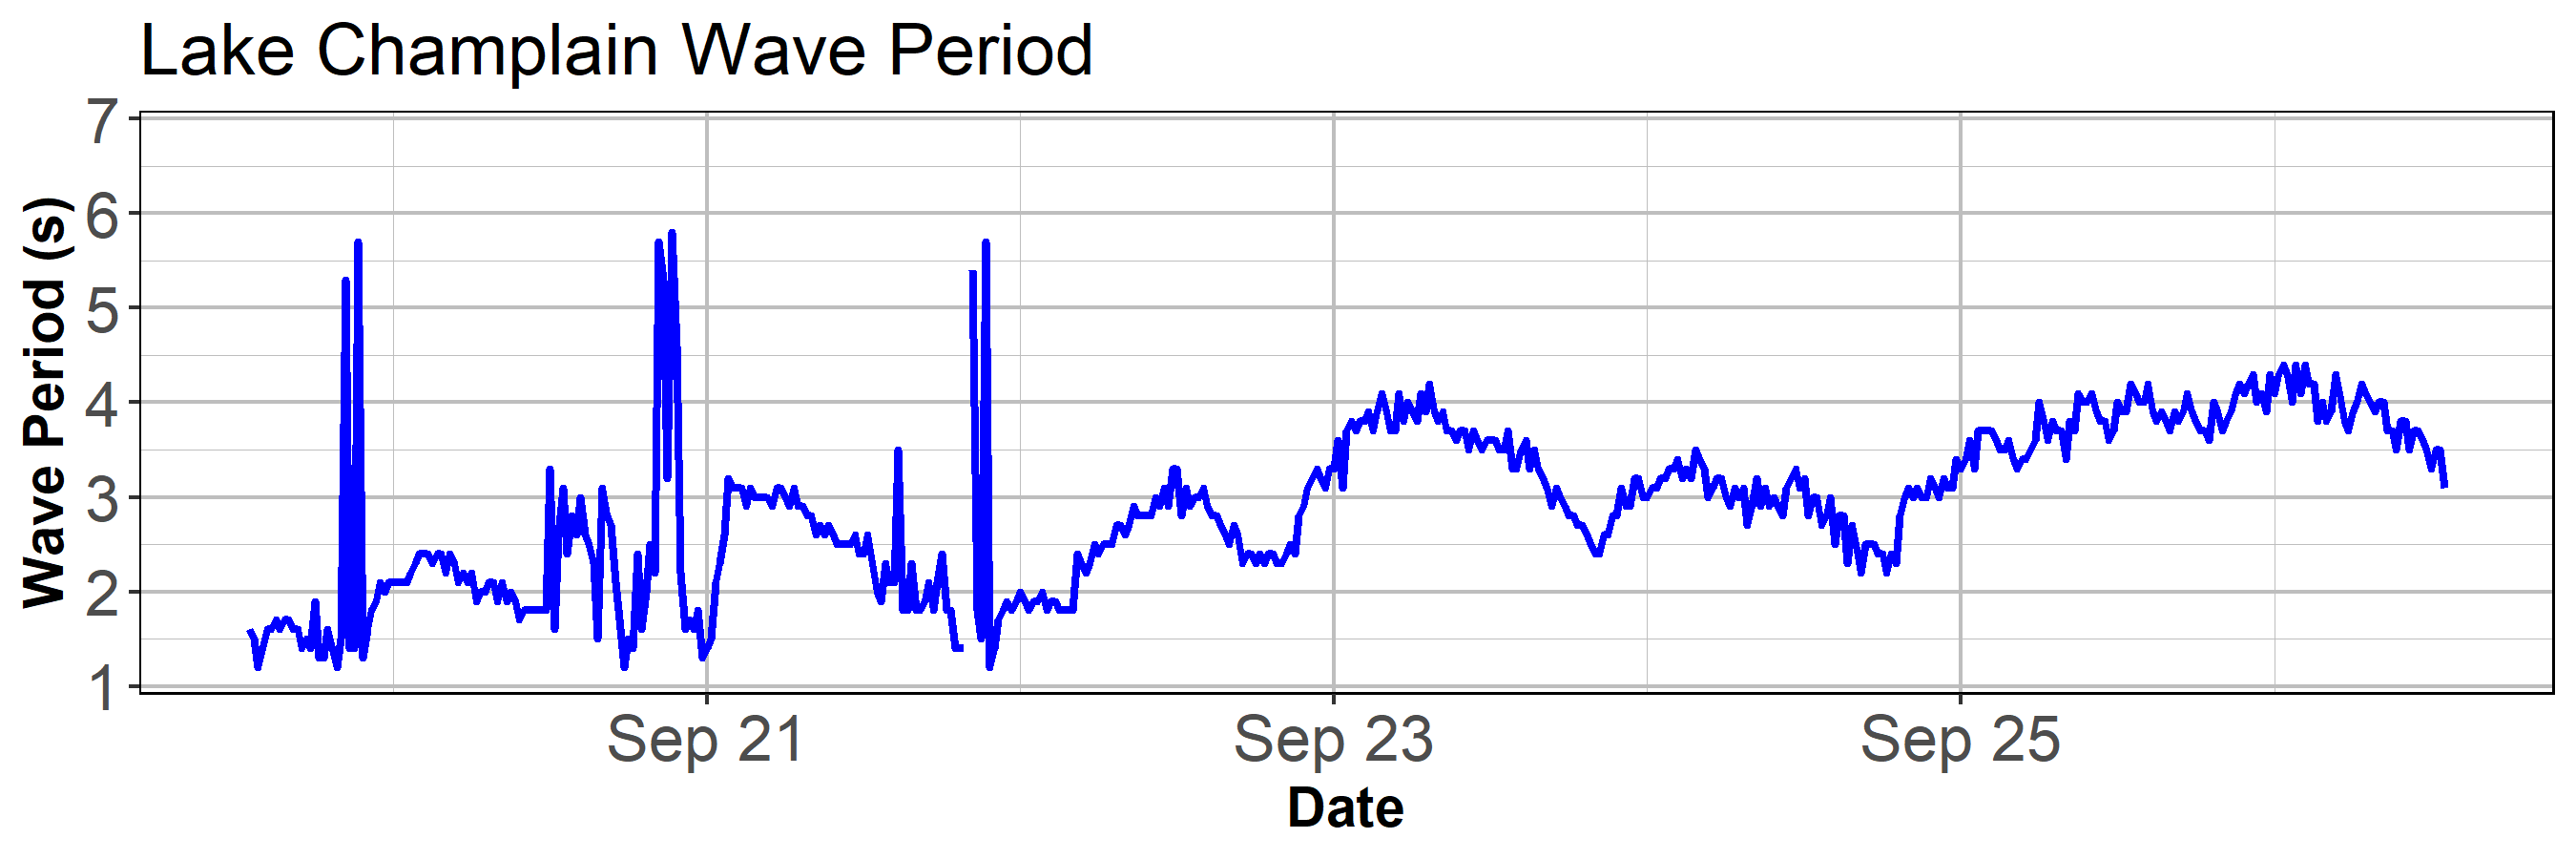 Lake Champlain Wave Period
Wave Period (s)
7
6
5
4
3
2
1
Sep 21
Sep 23
Sep 25
Date